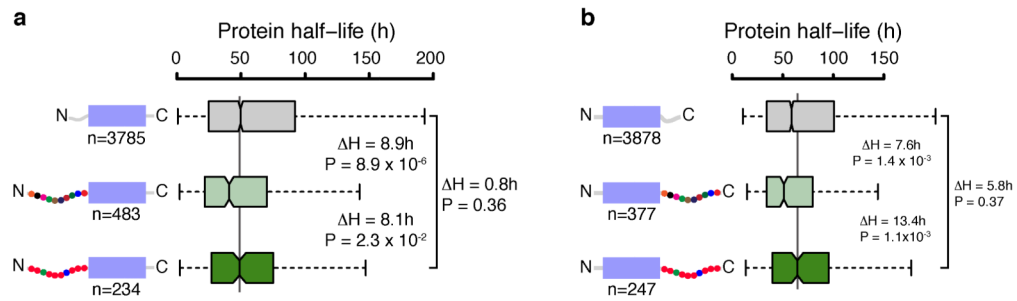 a
Protein half–life (h)
0 50 100 150 200
N C
n=3785
ΔH = 8.9h
P = 8.9 x 10-6
N C
n=483
ΔH = 0.8h
P = 0.36
ΔH = 8.1h
P = 2.3 x 10-2
N C
n=234
b
Protein half–life (h)
0 50 100 150
N C
n=3878
ΔH = 7.6h
P = 1.4 x 10-3
N C
n=377
ΔH = 5.8h
P = 0.37
ΔH = 13.4h
P = 1.1x10-3
N C
n=247